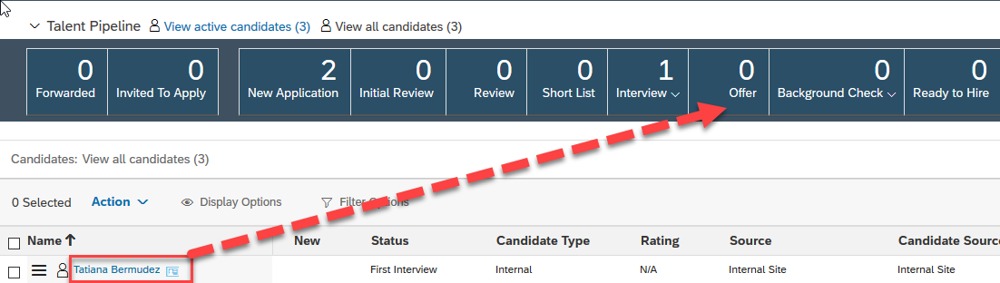 Talent Pipeline View active candidates (3) View all candidates (3)
0 0 2 0 0 0 1 0 0 0
Forwarded Invited To Apply New Application Initial Review Review Short List Interview Offer Background Check Ready to Hire
Candidates: View all candidates (3)
0 Selected Action Display Options Filter Options
Name New Status Candidate Type Rating Source Candidate Source
Tatiana Bermudez First Interview Internal N/A Internal Site Internal Site